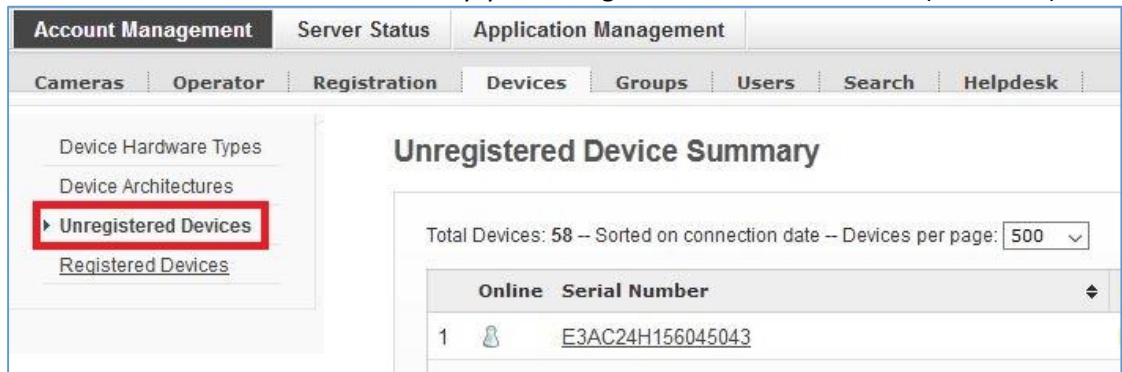 Account Management Server Status Application Management
Cameras Operator Registration Devices Groups Users Search Helpdesk
Device Hardware Types
Device Architectures
Unregistered Devices
Registered Devices
Unregistered Device Summary
Total Devices: 58 -- Sorted on connection date -- Devices per page: 500
Online Serial Number
1 E3AC24H156045043